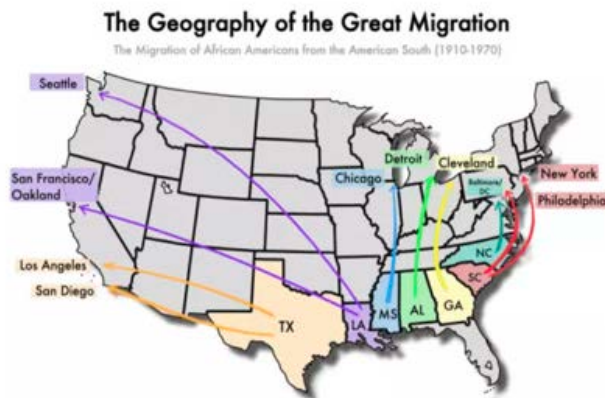 The Geography of the Great Migration
The Migration of African Americans from the American South (1910-1970)
Seattle
Detroit
Cleveland
Chicago
Baltimore/
DC
New York
Philadelphia
San Francisco/
Oakland
Los Angeles
San Diego
NC
SC
TX
LA
MS
AL
GA